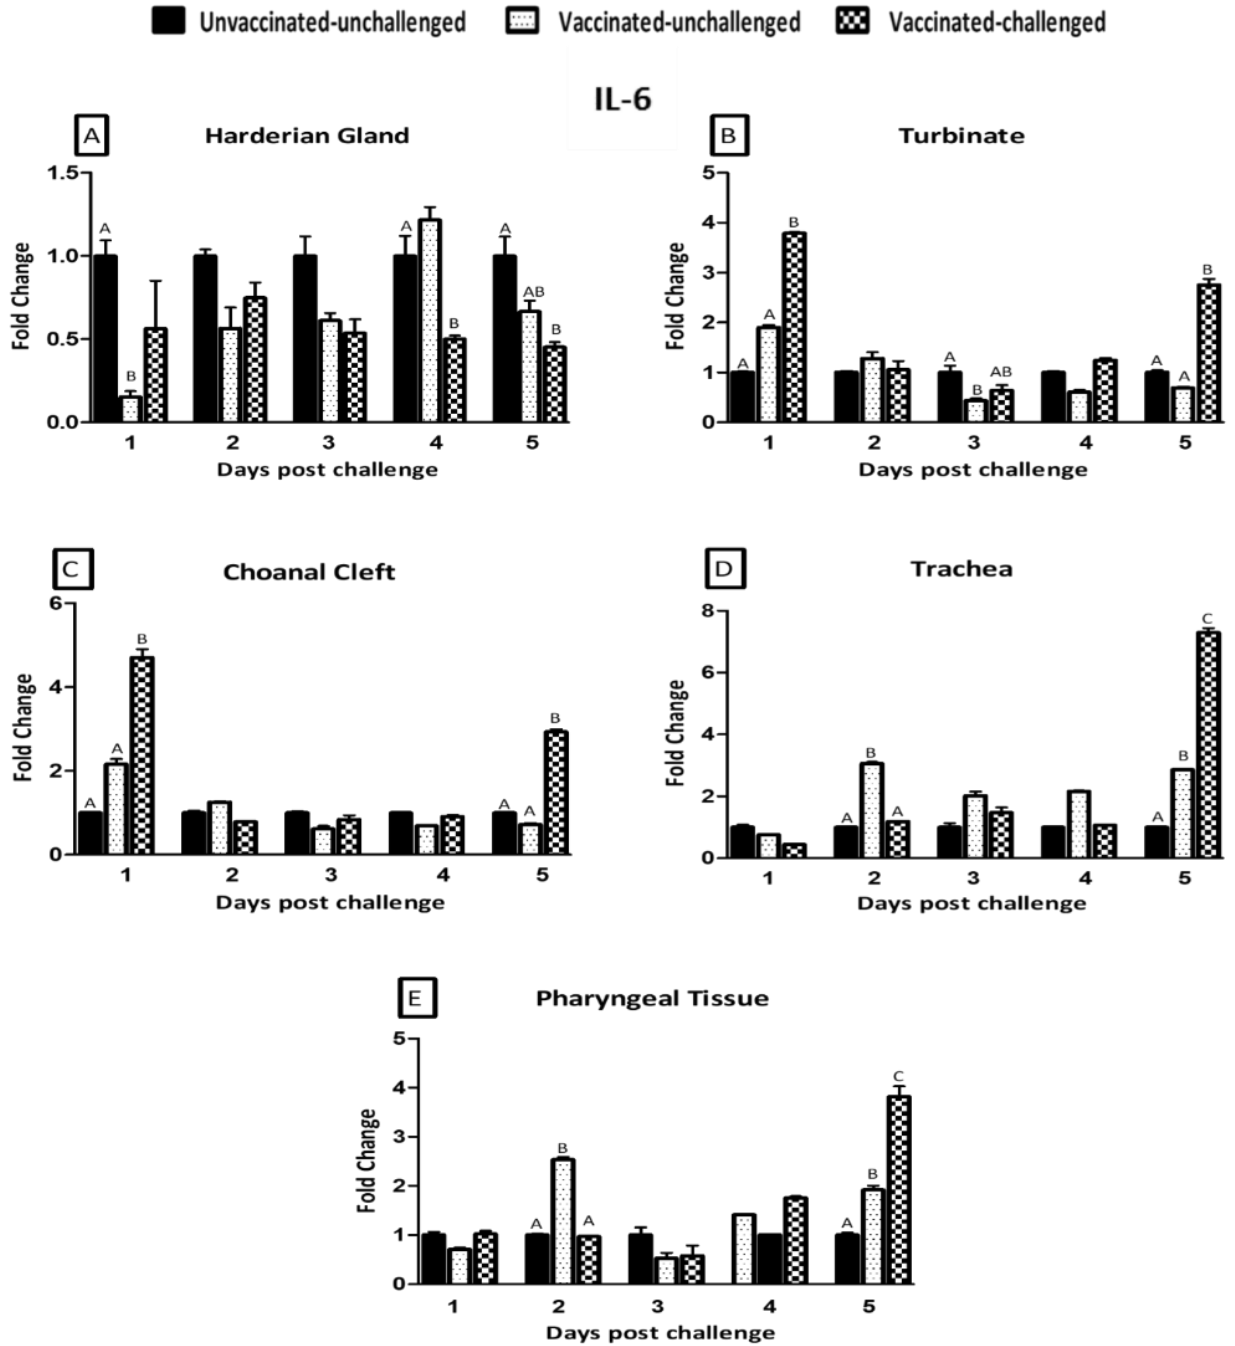 Unvaccinated-unchallenged Vaccinated-unchallenged Vaccinated-challenged
IL-6
A Harderian Gland
1.5
1.0
0.5
0.0
Fold Change
A B A B A AB B
1 2 3 4 5
Days post challenge
B Turbinate
5
4
3
2
1
0
Fold Change
A A B A B AB A A B
1 2 3 4 5
Days post challenge
C Choanal Cleft
6
4
2
0
Fold Change
A A B A A B
1 2 3 4 5
Days post challenge
D Trachea
8
6
4
2
0
Fold Change
A B A A B C
1 2 3 4 5
Days post challenge
E Pharyngeal Tissue
5
4
3
2
1
0
Fold Change
A B A A B C
1 2 3 4 5
Days post challenge